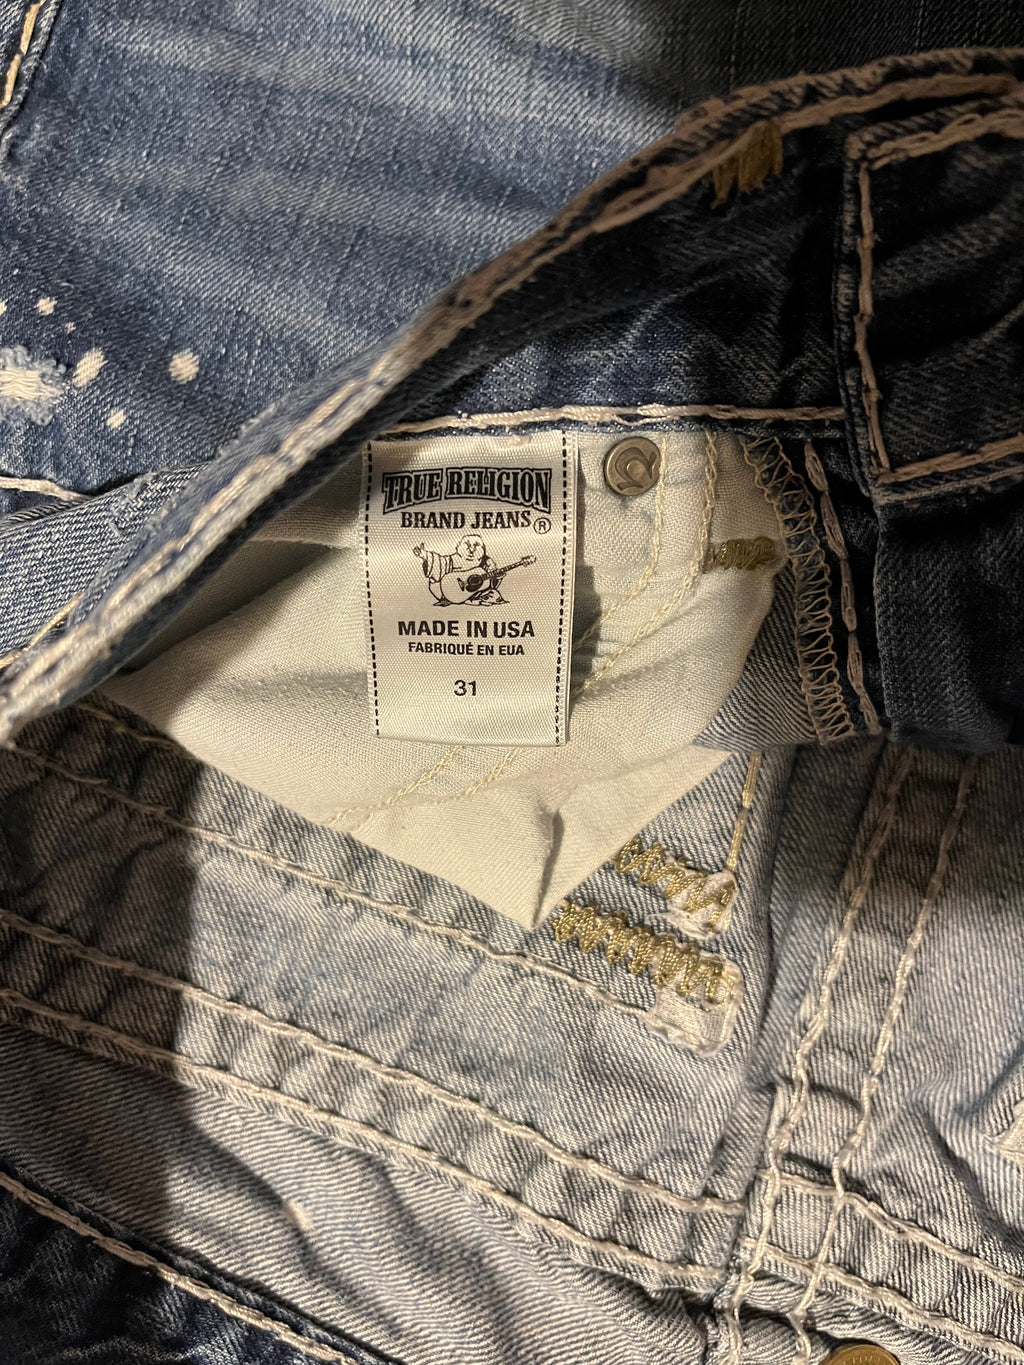 TRUE RELIGION
BRAND JEANS®
MADE IN USA
FABRIQUÉ EN EUA
31